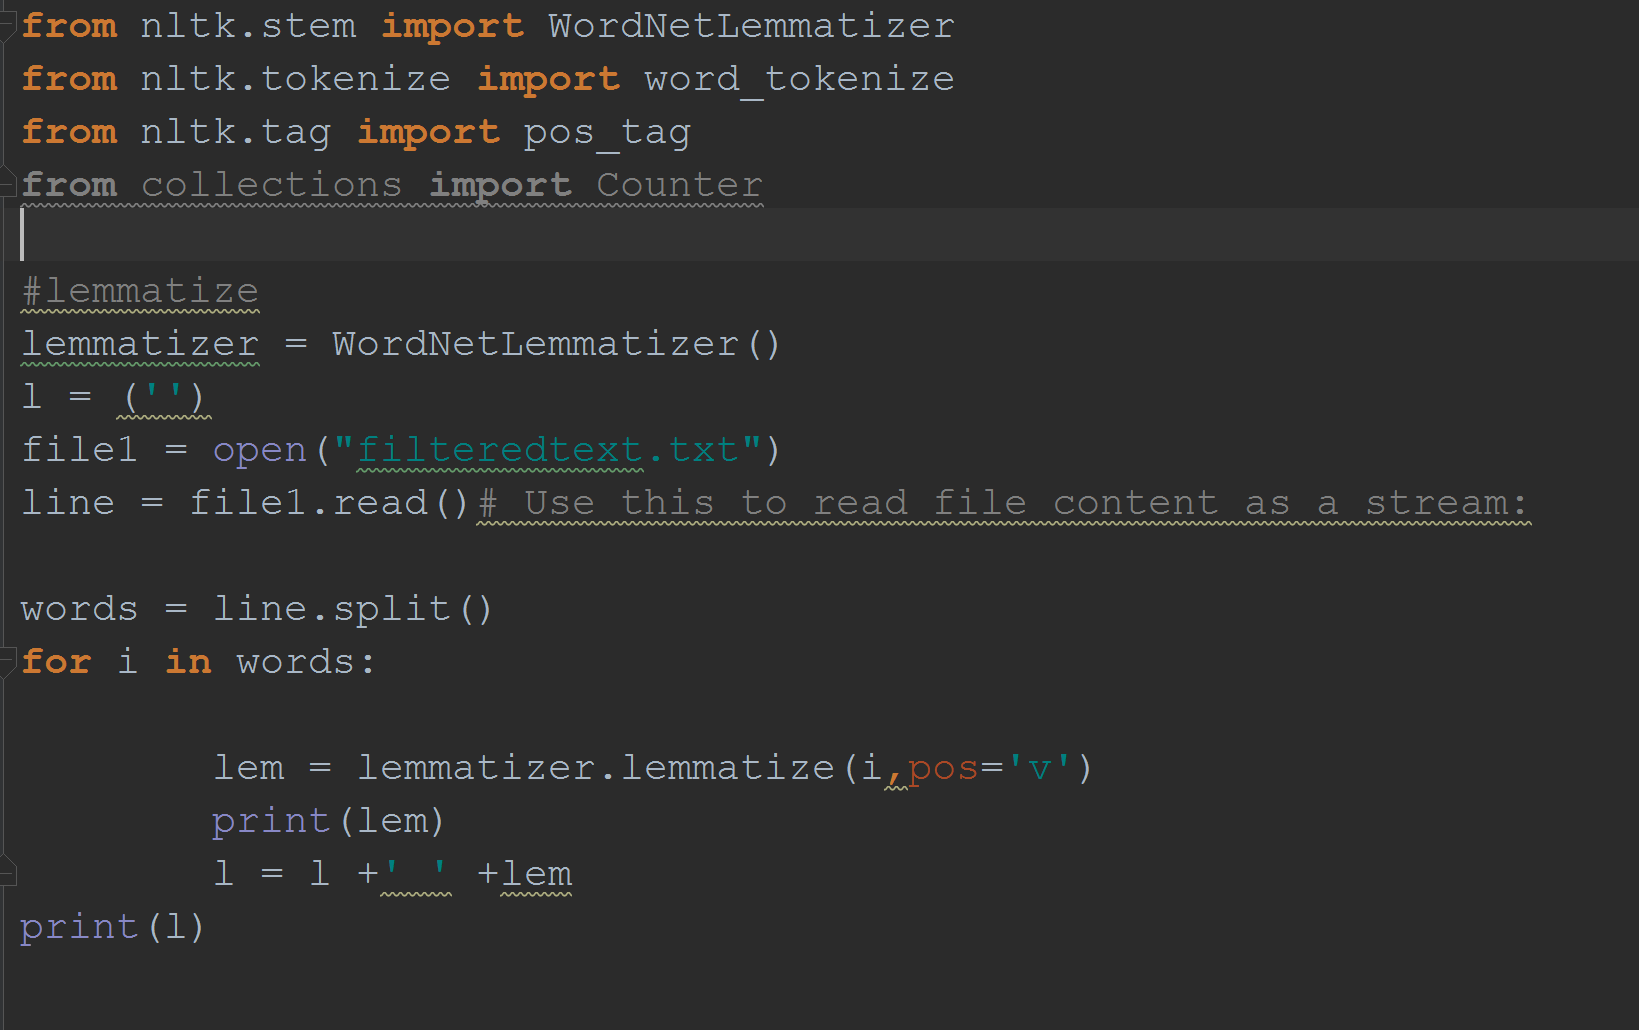 from nltk.stem import WordNetLemmatizer
from nltk.tokenize import word_tokenize
from nltk.tag import pos_tag
from collections import Counter
#lemmatize
lemmatizer = WordNetLemmatizer()
l = ('')
file1 = open("filteredtext.txt")
line = file1.read()# Use this to read file content as a stream:
words = line.split()
for i in words:
        lem = lemmatizer.lemmatize(i,pos='v')
        print(lem)
        l = l +' ' +lem
print(l)